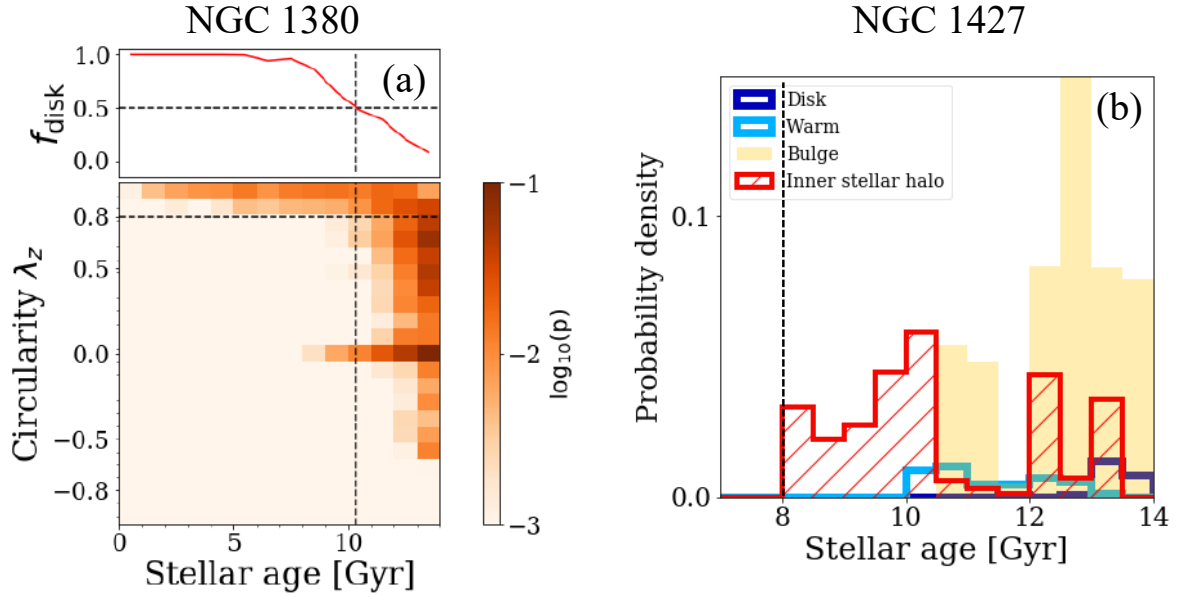 NGC 1380
NGC 1427
(a)
f_disk
1.0
0.5
0.0
Circularity λ_z
0.8
0.5
0.0
−0.5
−0.8
0
5
10
Stellar age [Gyr]
−1
−2
−3
log₁₀(p)
(b)
Disk
Warm
Bulge
Inner stellar halo
Probability density
0.1
0.0
8
10
12
14
Stellar age [Gyr]